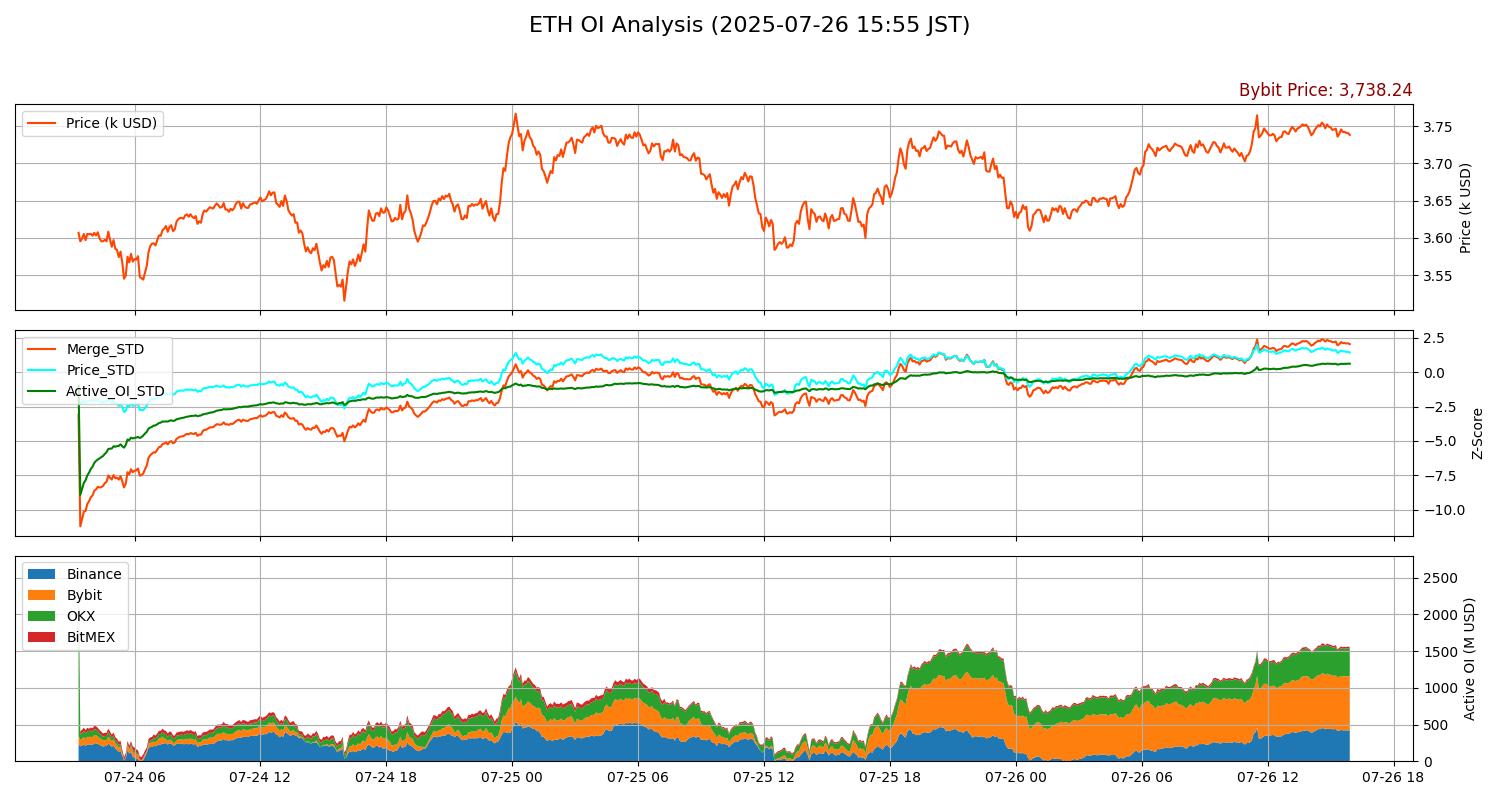 ETH OI Analysis (2025-07-26 15:55 JST)
Bybit Price: 3,738.24
Price (k USD)
3.75
3.70
3.65
3.60
3.55
Price (k USD)
Merge_STD
Price_STD
Active_OI_STD
2.5
0.0
−2.5
−5.0
−7.5
−10.0
Z-Score
Binance
Bybit
OKX
BitMEX
2500
2000
1500
1000
500
0
Active OI (M USD)
07-24 06
07-24 12
07-24 18
07-25 00
07-25 06
07-25 12
07-25 18
07-26 00
07-26 06
07-26 12
07-26 18